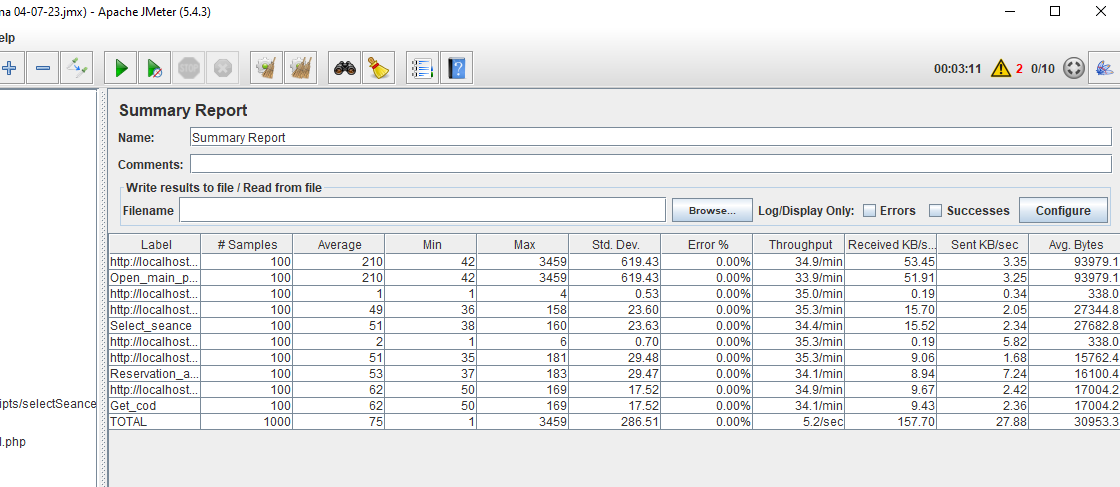 na 04-07-23.jmx) - Apache JMeter (5.4.3)
elp
STOP
00:03:11 2 0/10
Summary Report
Name: Summary Report
Comments:
Write results to file / Read from file
Filename Browse... Log/Display Only: Errors Successes Configure
Label # Samples Average Min Max Std. Dev. Error % Throughput Received KB/s... Sent KB/sec Avg. Bytes
http://localhost... 100 210 42 3459 619.43 0.00% 34.9/min 53.45 3.35 93979.1
Open_main_p... 100 210 42 3459 619.43 0.00% 33.9/min 51.91 3.25 93979.1
http://localhost... 100 1 1 4 0.53 0.00% 35.0/min 0.19 0.34 338.0
http://localhost... 100 49 36 158 23.60 0.00% 35.3/min 15.70 2.05 27344.8
Select_seance 100 51 38 160 23.63 0.00% 34.4/min 15.52 2.34 27682.8
http://localhost... 100 2 1 6 0.70 0.00% 35.3/min 0.19 5.82 338.0
http://localhost... 100 51 35 181 29.48 0.00% 35.3/min 9.06 1.68 15762.4
Reservation_a... 100 53 37 183 29.47 0.00% 34.1/min 8.94 7.24 16100.4
http://localhost... 100 62 50 169 17.52 0.00% 34.9/min 9.67 2.42 17004.2
Get_cod 100 62 50 169 17.52 0.00% 34.1/min 9.43 2.36 17004.2
TOTAL 1000 75 1 3459 286.51 0.00% 5.2/sec 157.70 27.88 30953.3
ipts/selectSeance
l.php